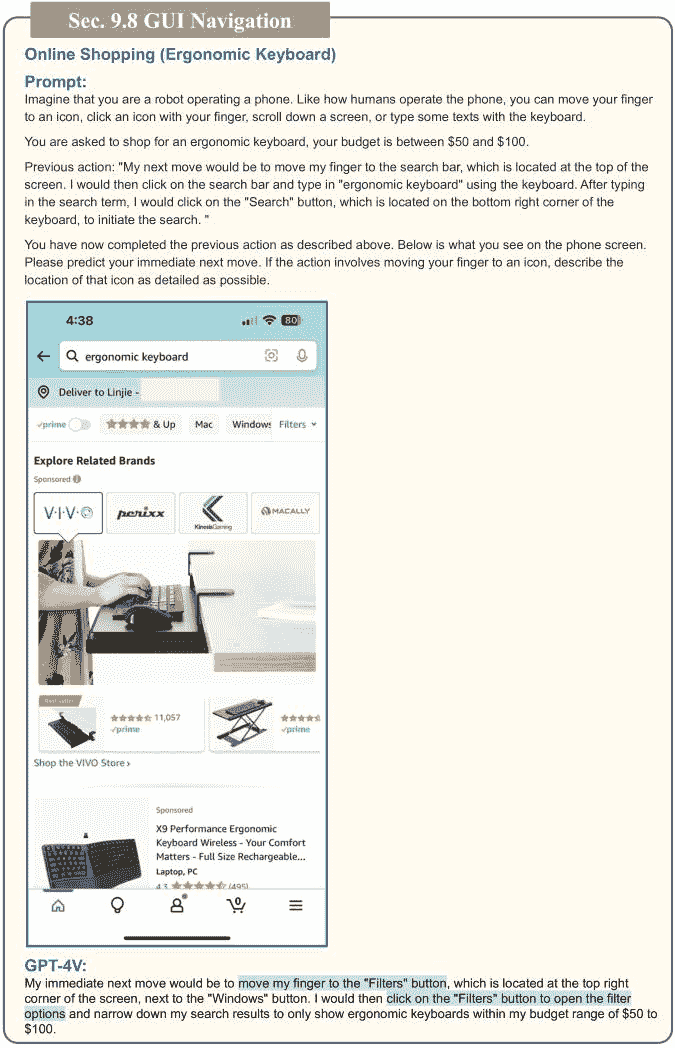 Sec. 9.8 GUI Navigation
Online Shopping (Ergonomic Keyboard)
Prompt:
Imagine that you are a robot operating a phone. Like how humans operate the phone, you can move your finger
to an icon, click an icon with your finger, scroll down a screen, or type some texts with the keyboard.
You are asked to shop for an ergonomic keyboard, your budget is between $50 and $100.
Previous action: "My next move would be to move my finger to the search bar, which is located at the top of the
screen. I would then click on the search bar and type in "ergonomic keyboard" using the keyboard. After typing
in the search term, I would click on the "Search" button, which is located on the bottom right corner of the
keyboard, to initiate the search. "
You have now completed the previous action as described above. Below is what you see on the phone screen.
Please predict your immediate next move. If the action involves moving your finger to an icon, describe the
location of that icon as detailed as possible.
4:38 80
ergonomic keyboard
Deliver to Linjie -
prime & Up Mac Windows Filters
Explore Related Brands
Sponsored
V·I·V·O perixx KinesisGaming MACALLY
Best seller
11,057
prime prime
Shop the VIVO Store ›
Sponsored
X9 Performance Ergonomic
Keyboard Wireless - Your Comfort
Matters - Full Size Rechargeable...
Laptop, PC
4.3 (495)
0
GPT-4V:
My immediate next move would be to move my finger to the "Filters" button, which is located at the top right
corner of the screen, next to the "Windows" button. I would then click on the "Filters" button to open the filter
options and narrow down my search results to only show ergonomic keyboards within my budget range of $50 to
$100.